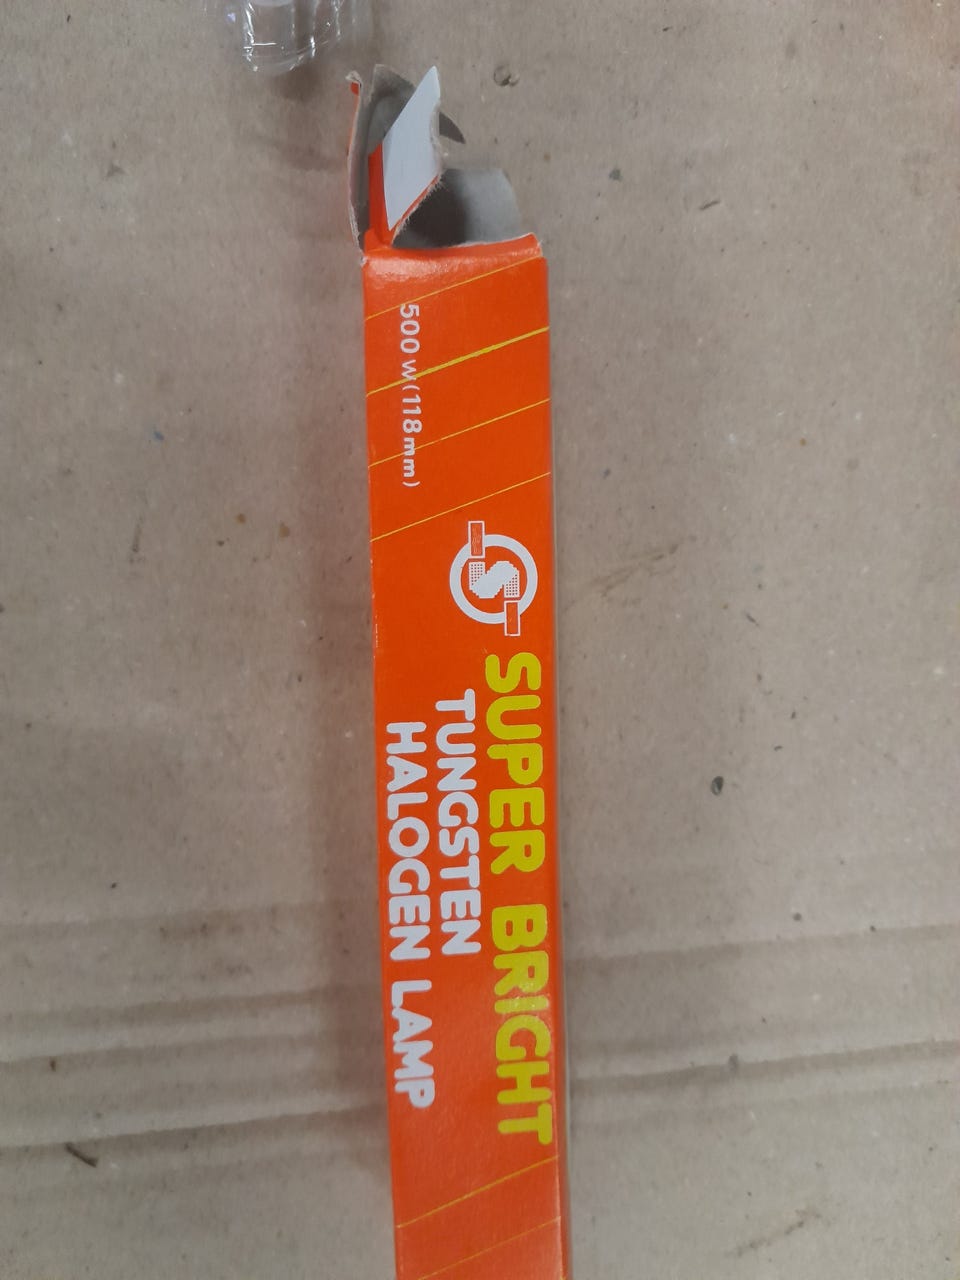 500 W (118 mm)
S
SUPER BRIGHT
TUNGSTEN
HALOGEN LAMP